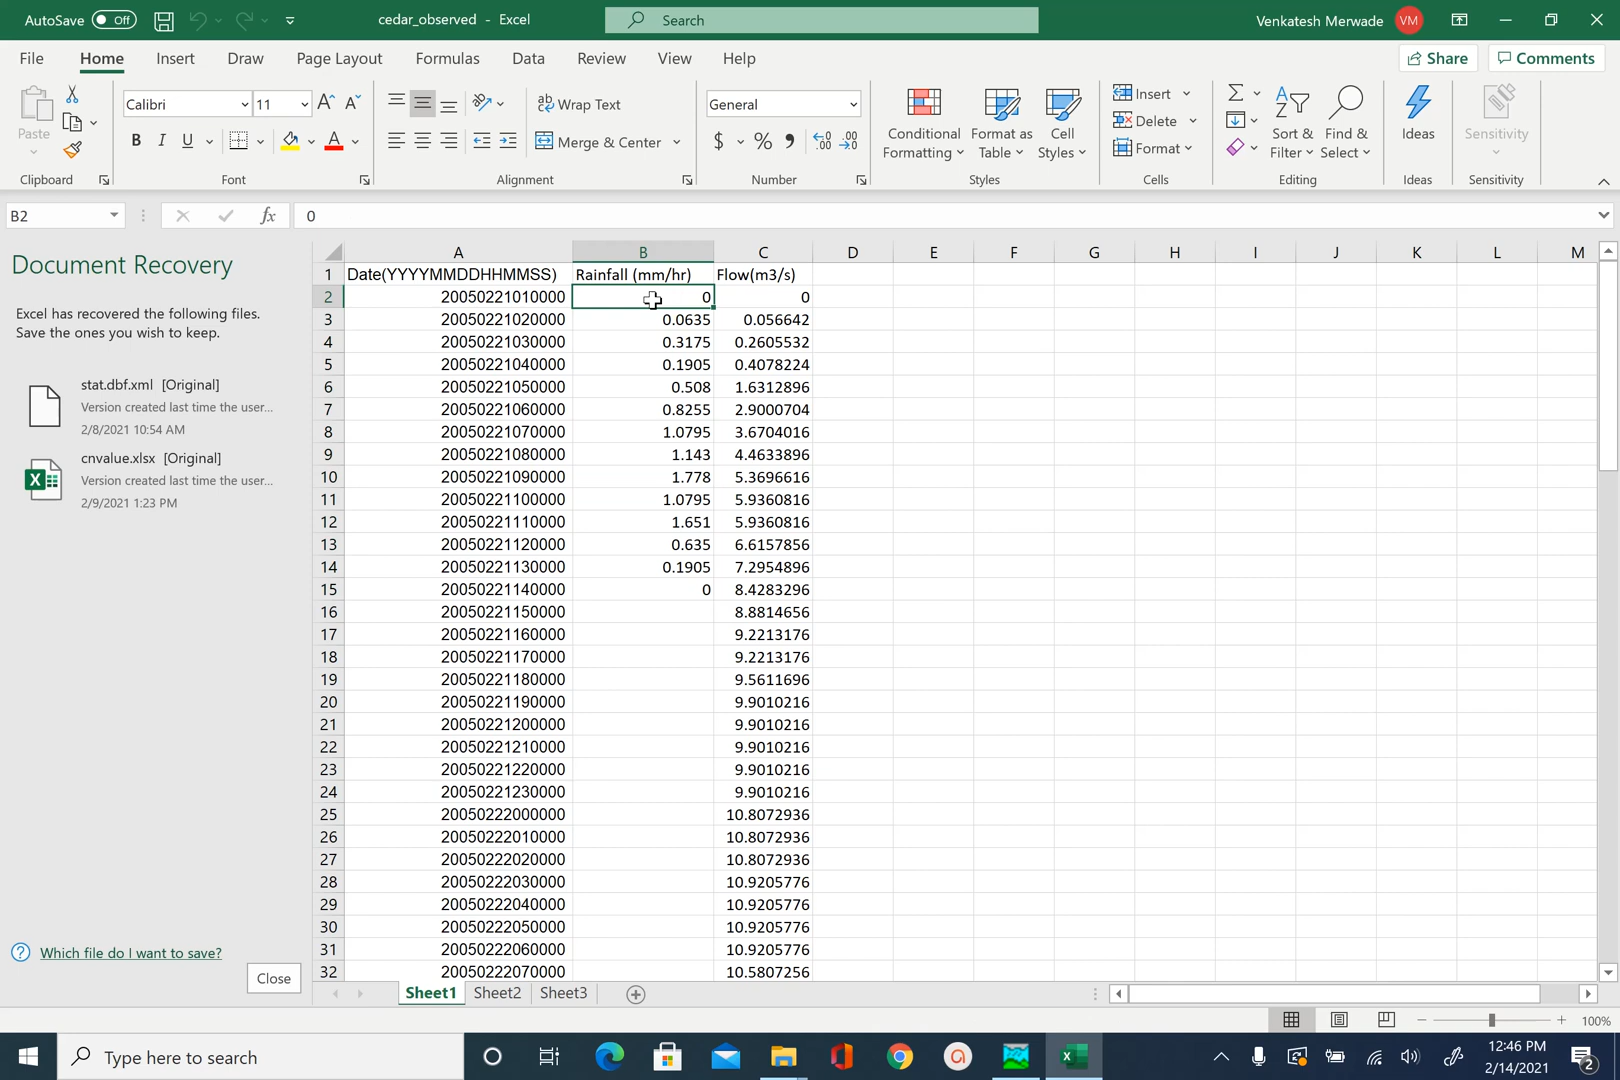 AutoSave Off cedar_observed - Excel Search Venkatesh Merwade VM
File Home Insert Draw Page Layout Formulas Data Review View Help Share Comments
Paste Calibri 11 Wrap Text General Conditional Formatting Format as Table Cell Styles Insert Sort & Filter Find & Select Ideas Sensitivity
Delete
B I U A Merge & Center $ % Format
Clipboard Font Alignment Number Styles Cells Editing Ideas Sensitivity
B2 fx 0
Document Recovery
Excel has recovered the following files.
Save the ones you wish to keep.
stat.dbf.xml [Original]
Version created last time the user...
2/8/2021 10:54 AM
cnvalue.xlsx [Original]
Version created last time the user...
2/9/2021 1:23 PM
Which file do I want to save?
Close
A B C D E F G H I J K L M
1 Date(YYYYMMDDHHMMSS) Rainfall (mm/hr) Flow(m3/s)
2 20050221010000 0 0
3 20050221020000 0.0635 0.056642
4 20050221030000 0.3175 0.2605532
5 20050221040000 0.1905 0.4078224
6 20050221050000 0.508 1.6312896
7 20050221060000 0.8255 2.9000704
8 20050221070000 1.0795 3.6704016
9 20050221080000 1.143 4.4633896
10 20050221090000 1.778 5.3696616
11 20050221100000 1.0795 5.9360816
12 20050221110000 1.651 5.9360816
13 20050221120000 0.635 6.6157856
14 20050221130000 0.1905 7.2954896
15 20050221140000 0 8.4283296
16 20050221150000 8.8814656
17 20050221160000 9.2213176
18 20050221170000 9.2213176
19 20050221180000 9.5611696
20 20050221190000 9.9010216
21 20050221200000 9.9010216
22 20050221210000 9.9010216
23 20050221220000 9.9010216
24 20050221230000 9.9010216
25 20050222000000 10.8072936
26 20050222010000 10.8072936
27 20050222020000 10.8072936
28 20050222030000 10.9205776
29 20050222040000 10.9205776
30 20050222050000 10.9205776
31 20050222060000 10.9205776
32 20050222070000 10.5807256
Sheet1 Sheet2 Sheet3
100%
Type here to search
12:46 PM
2/14/2021
2